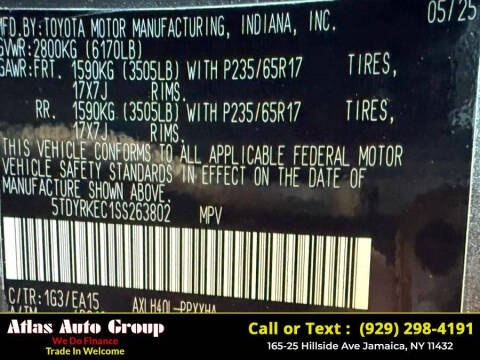 MFD.BY:TOYOTA MOTOR MANUFACTURING, INDIANA, INC.
05/25
GVWR:2800KG (6170LB)
GAWR:FRT. 1590KG (3505LB) WITH P235/65R17 TIRES,
17X7J RIMS.
RR. 1590KG (3505LB) WITH P235/65R17 TIRES,
17X7J RIMS.
THIS VEHICLE CONFORMS TO ALL APPLICABLE FEDERAL MOTOR
VEHICLE SAFETY STANDARDS IN EFFECT ON THE DATE OF
MANUFACTURE SHOWN ABOVE.
5TDYRKEC1SS263802 MPV
C/TR:1G3/EA15 AXLH40L-PRXXHA
Atlas Auto Group
We Do Finance
Trade In Welcome
Call or Text : (929) 298-4191
165-25 Hillside Ave Jamaica, NY 11432